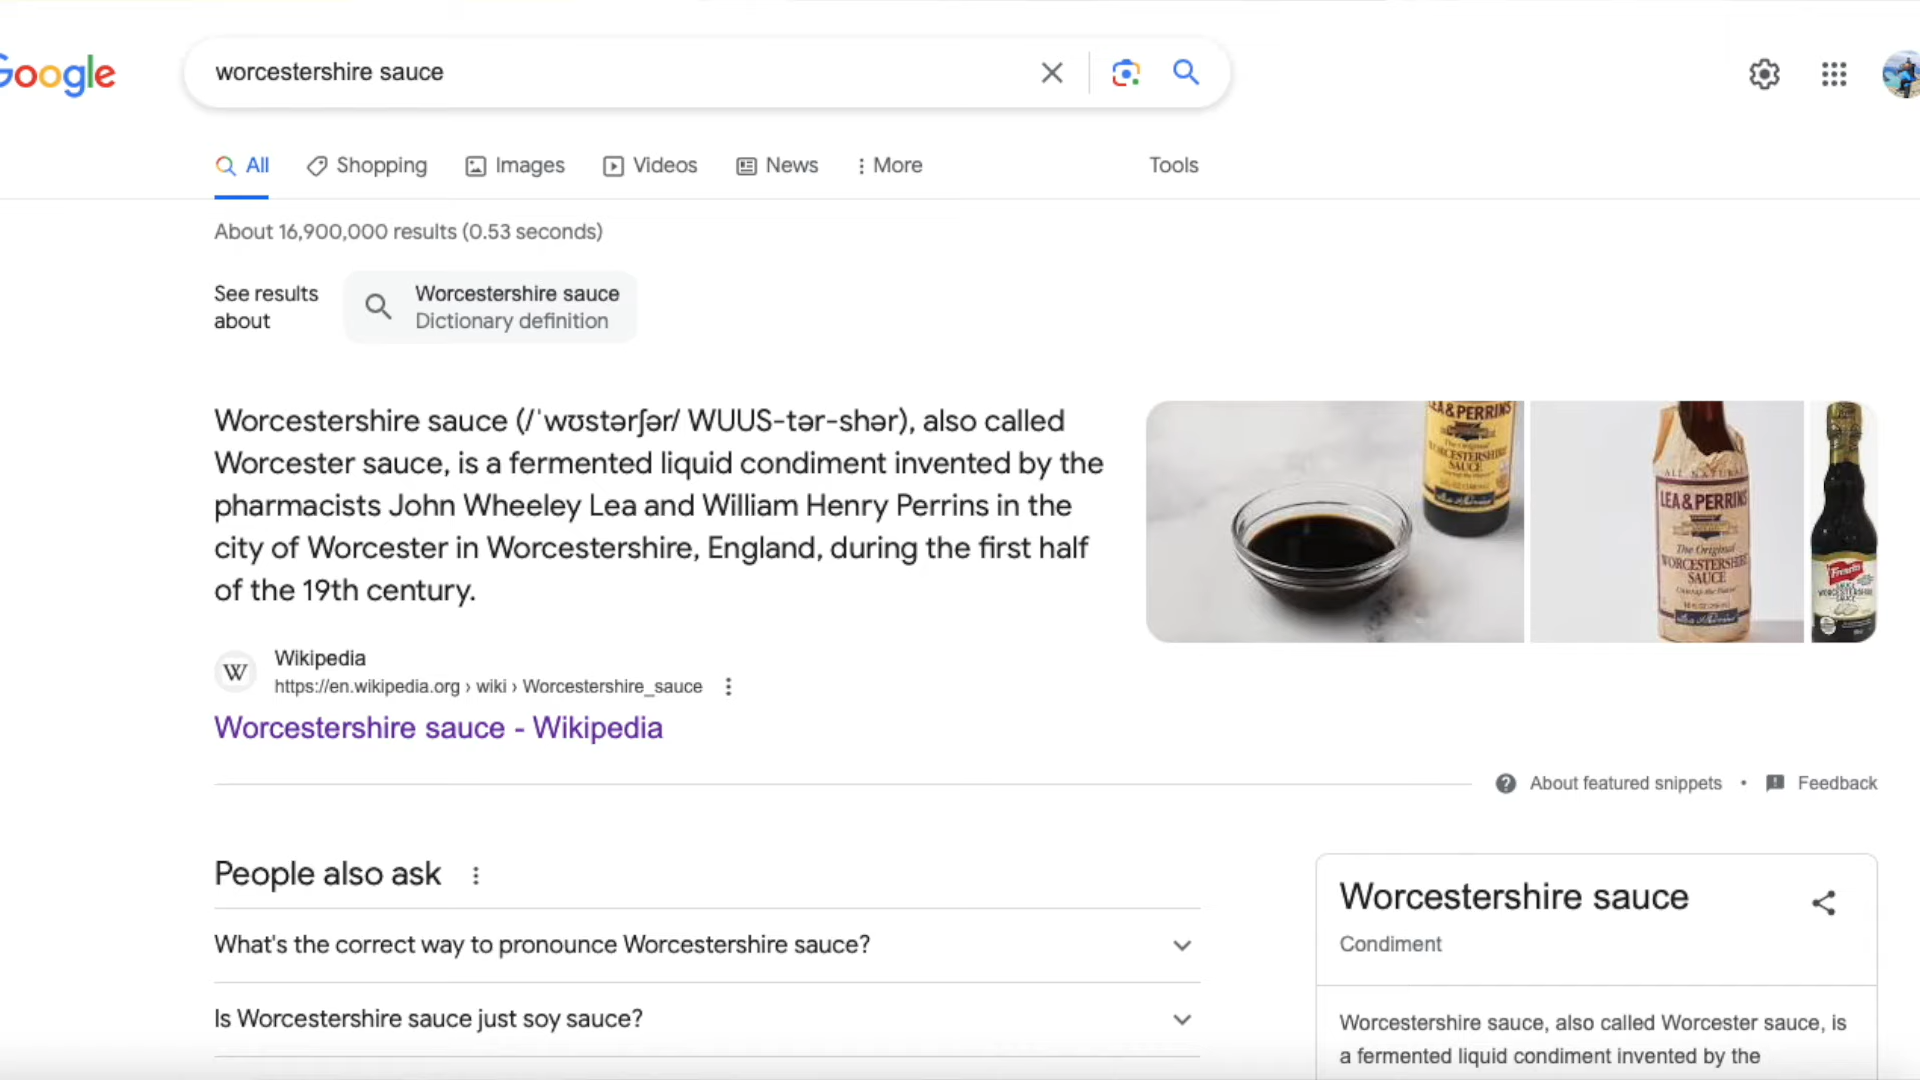 Google
worcestershire sauce
All
Shopping
Images
Videos
News
More
Tools
About 16,900,000 results (0.53 seconds)
See results
about
Worcestershire sauce
Dictionary definition
Worcestershire sauce (/ˈwʊstərʃər/ WUUS-tər-shər), also called
Worcester sauce, is a fermented liquid condiment invented by the
pharmacists John Wheeley Lea and William Henry Perrins in the
city of Worcester in Worcestershire, England, during the first half
of the 19th century.
LEA & PERRINS
The Original
WORCESTERSHIRE
SAUCE
ALL NATURAL
LEA & PERRINS
The Original
WORCESTERSHIRE
SAUCE
French's
W
Wikipedia
https://en.wikipedia.org › wiki › Worcestershire_sauce
Worcestershire sauce - Wikipedia
About featured snippets • Feedback
People also ask
What's the correct way to pronounce Worcestershire sauce?
Is Worcestershire sauce just soy sauce?
Worcestershire sauce
Condiment
Worcestershire sauce, also called Worcester sauce, is
a fermented liquid condiment invented by the